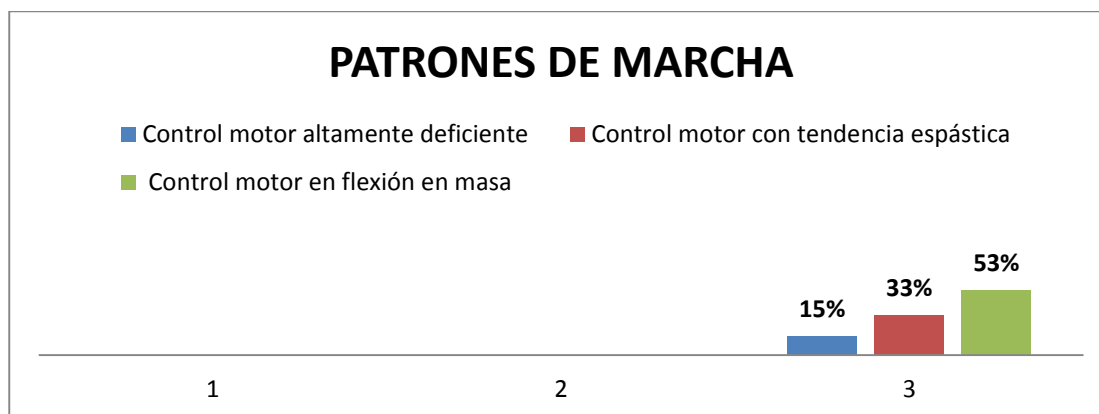 PATRONES DE MARCHA
Control motor altamente deficiente Control motor con tendencia espástica
Control motor en flexión en masa
53%
33%
15%
1 2 3